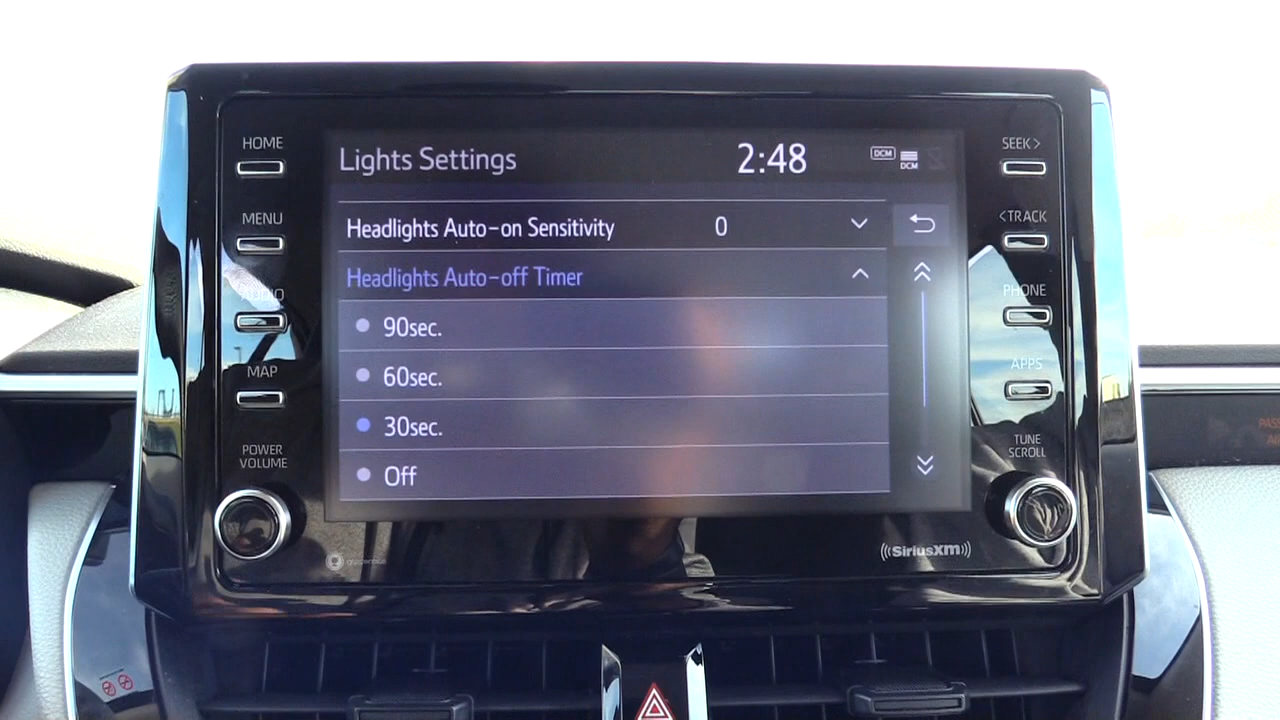 HOME
MENU
AUDIO
MAP
POWER
VOLUME
Lights Settings 2:48 DCM DCM
Headlights Auto-on Sensitivity 0
Headlights Auto-off Timer
90sec.
60sec.
30sec.
Off
SEEK>
<TRACK
PHONE
APPS
TUNE
SCROLL
((SiriusXM))
PASS